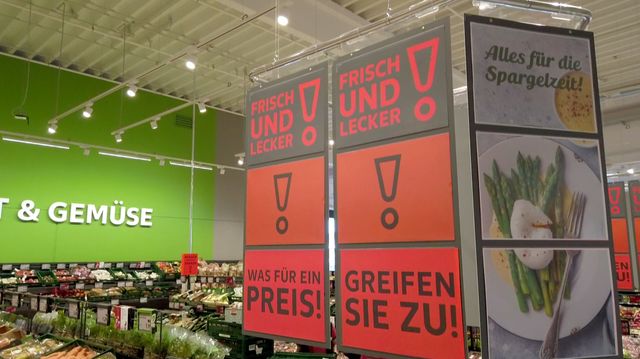 T & GEMÜSE
FRISCH
UND
LECKER
WAS FÜR EIN
PREIS!
FRISCH
UND
LECKER
GREIFEN
SIE ZU!
Alles für die
Spargelzeit!